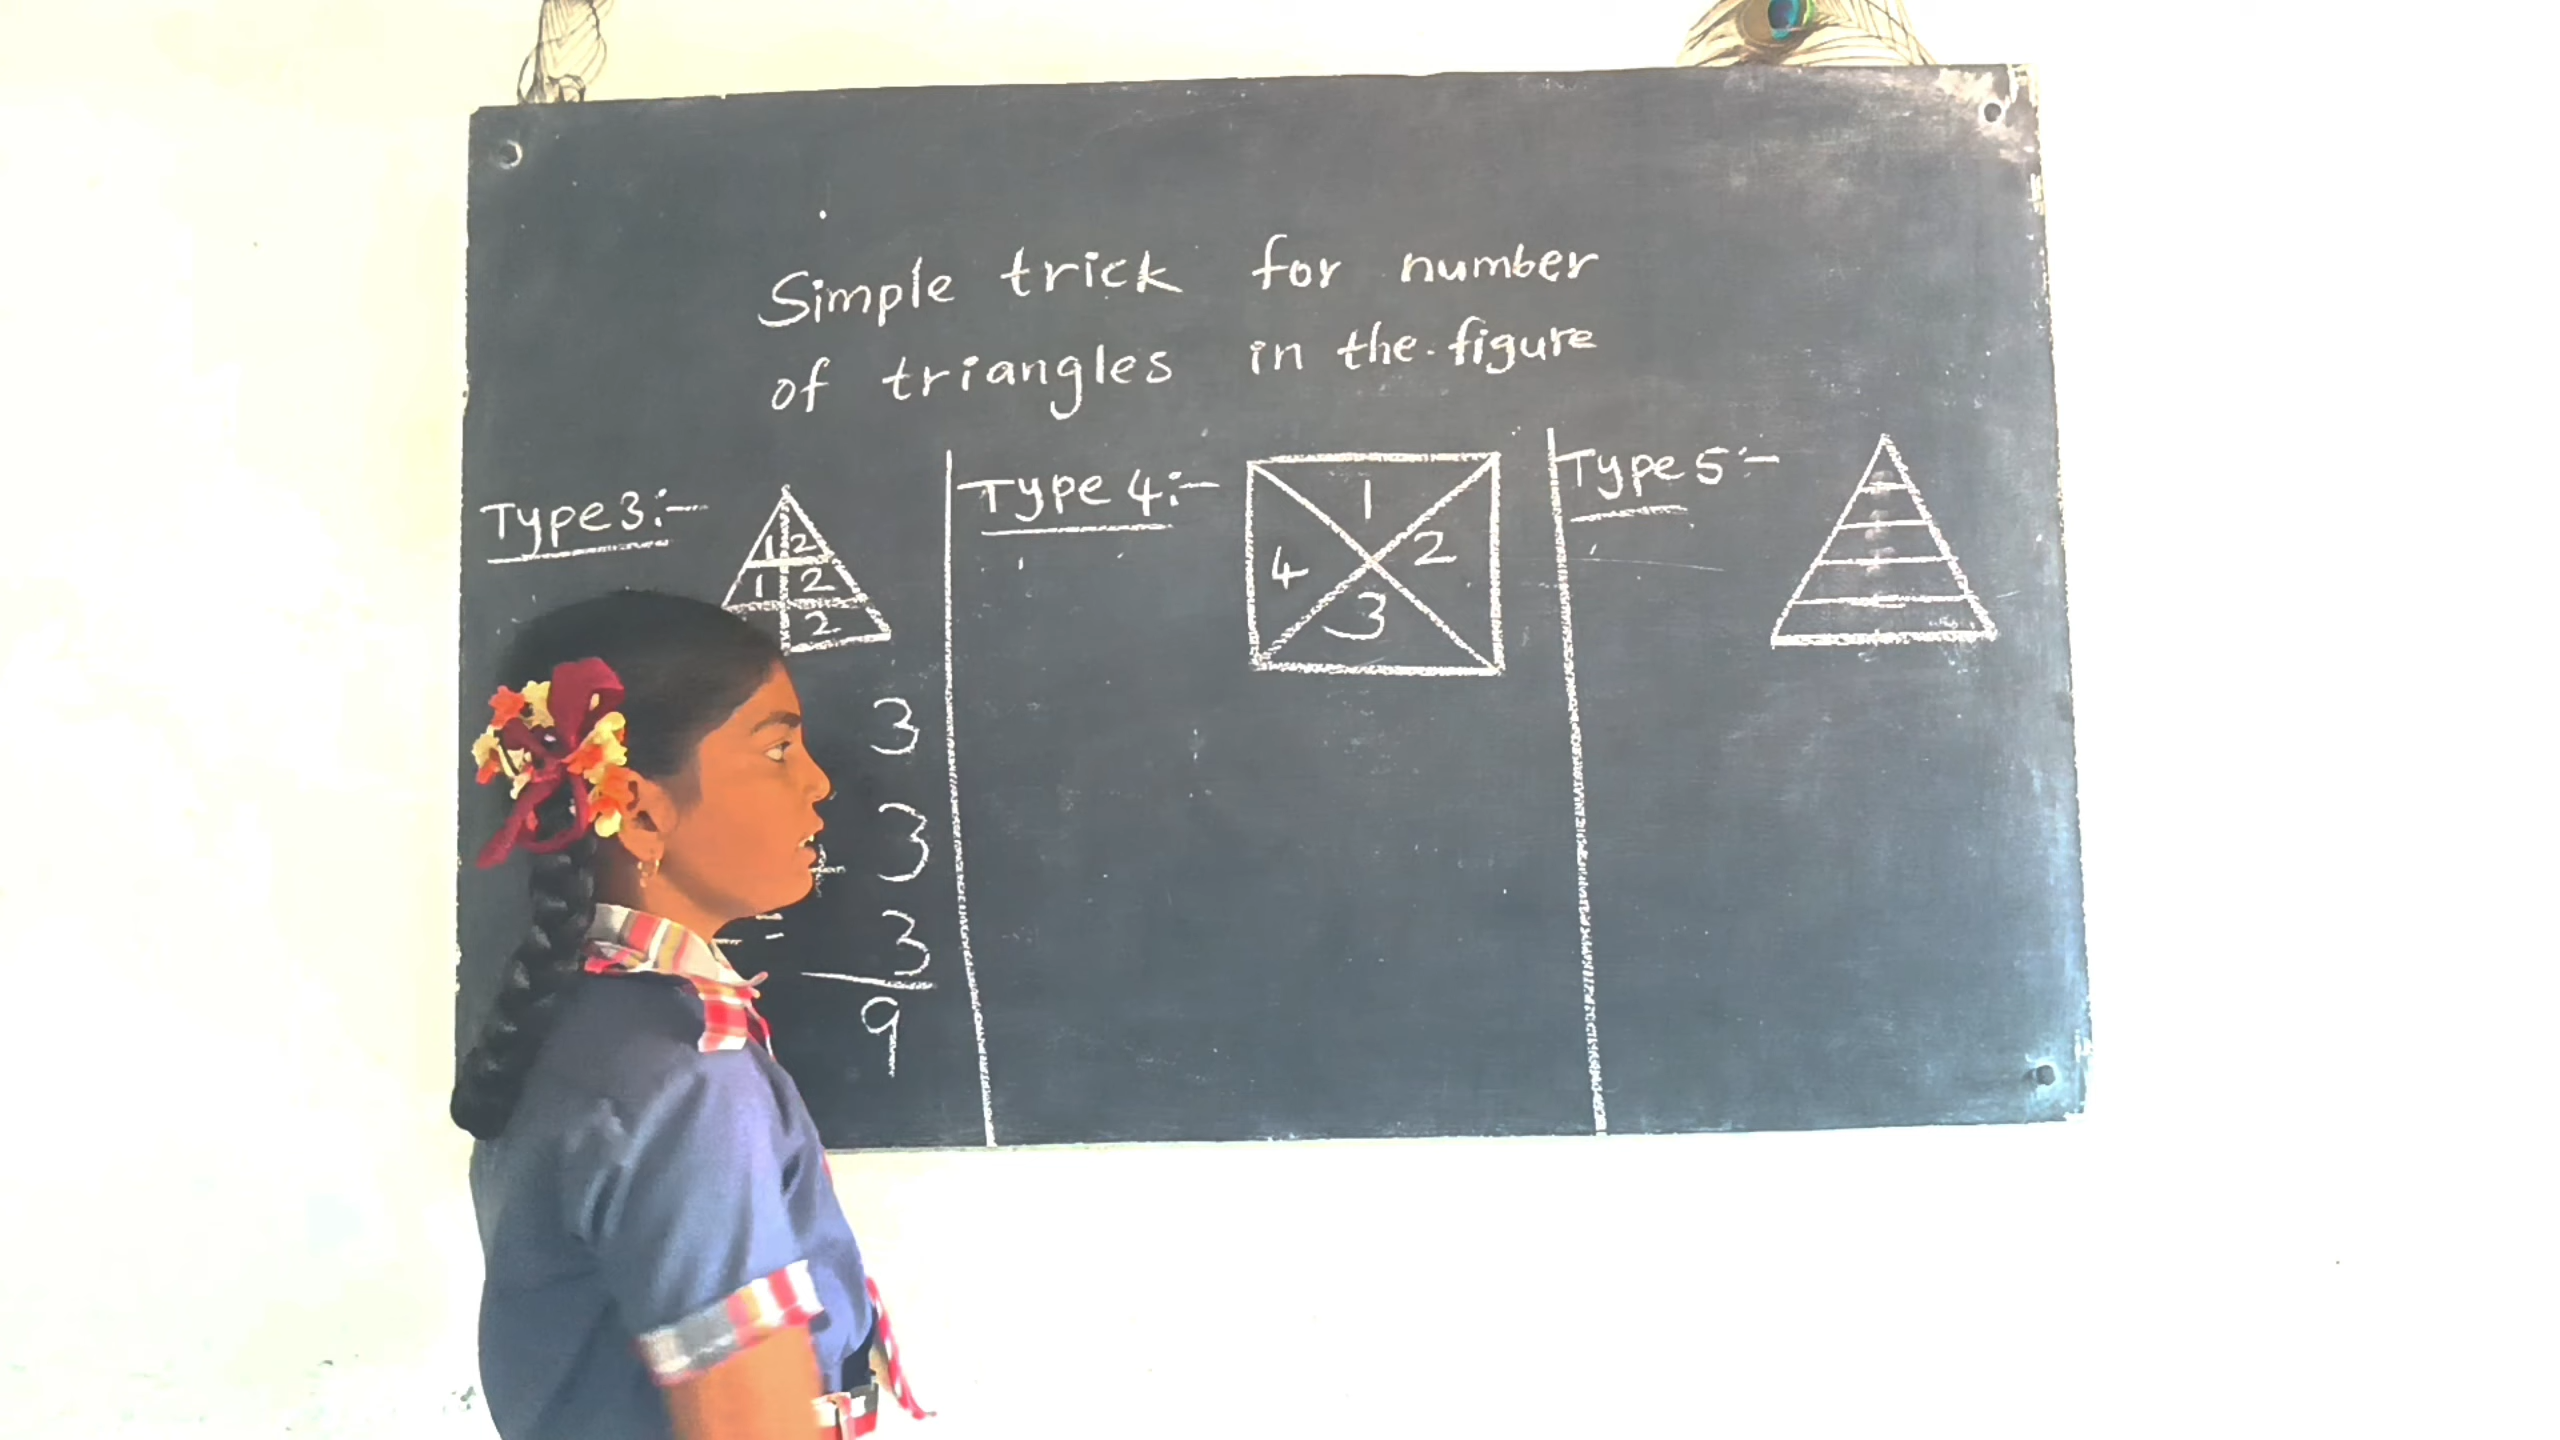 Simple trick for number
of triangles in the figure
Type 3:-
1 2
1 2
2
3
+ 3
= 3
9
Type 4:-
1
2
4
3
Type 5:-